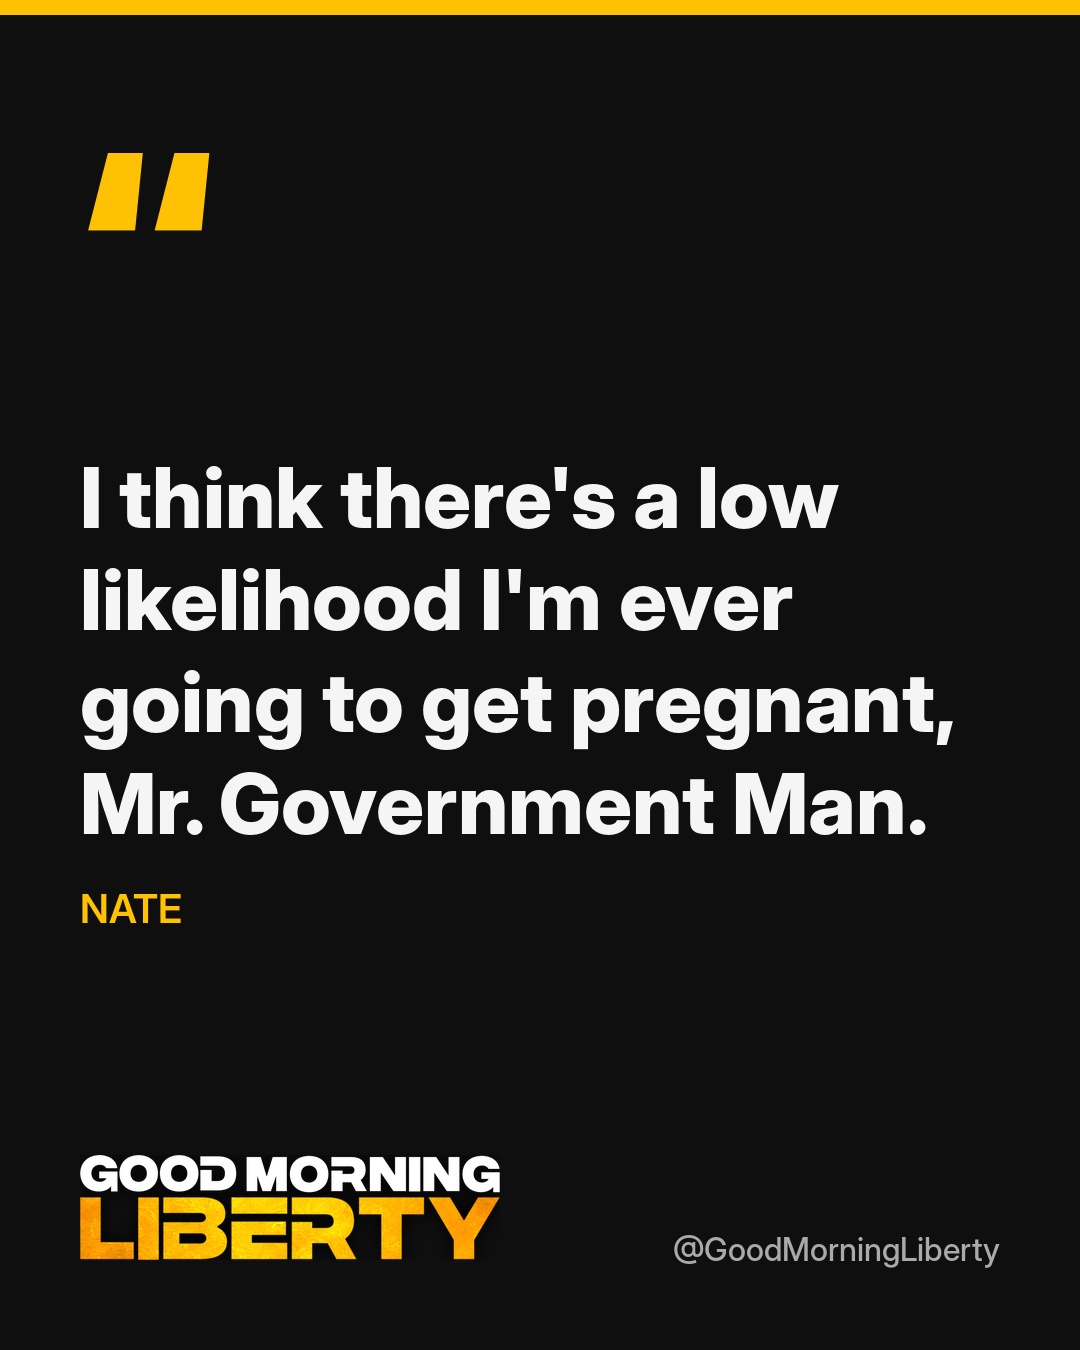 "
I think there's a low
likelihood I'm ever
going to get pregnant,
Mr. Government Man.
NATE
GOOD MORNING
LIBERTY
@GoodMorningLiberty